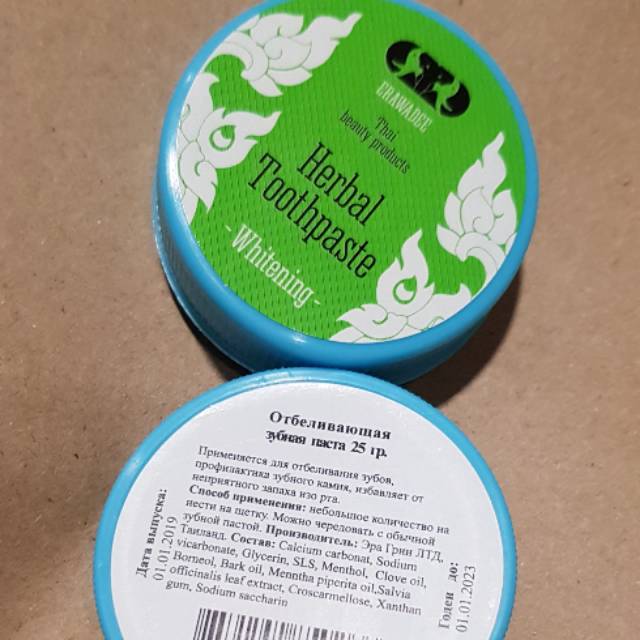 ERAWADEE
Thai
beauty products
Herbal
Toothpaste
- Whitening -
Отбеливающая
зубная паста 25 гр.
Применяется для отбеливания зубов,
профилактика зубного камня, избавляет от
неприятного запаха изо рта.
Способ применения: небольшое количество на
нести на щетку. Можно чередовать с обычной
зубной пастой. Производитель: Эра Грин ЛТД,
Таиланд. Состав: Calcium carbonat, Sodium
vicarbonate, Glycerin, SLS, Menthol, Clove oil,
Borneol, Bark oil, Menntha piperita oil,Salvia
officinalis leaf extract, Croscarmellose, Xanthan
gum, Sodium saccharin
Дата выпуска:
01.01.2019
Годен до:
01.01.2023